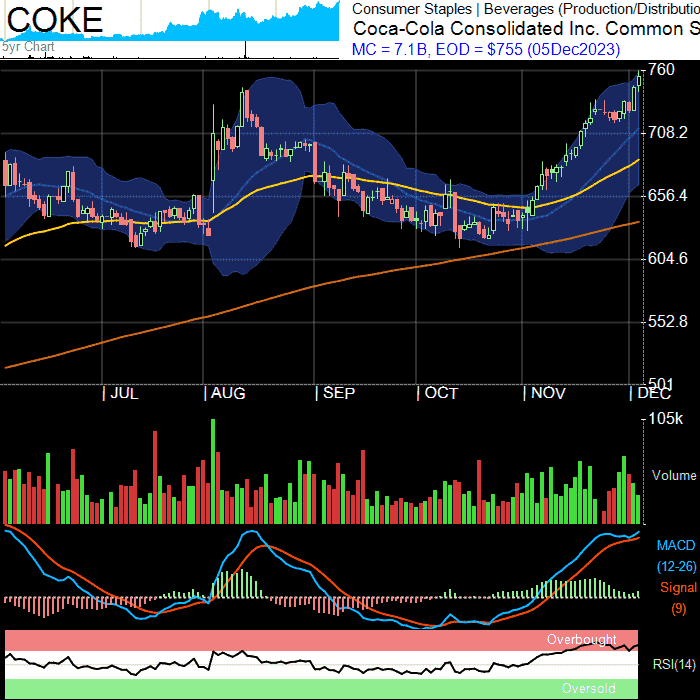 COKE
5yr Chart
Consumer Staples | Beverages (Production/Distributio
Coca-Cola Consolidated Inc. Common S
MC = 7.1B, EOD = $755 (05Dec2023)
760
708.2
656.4
604.6
552.8
501
JUL
AUG
SEP
OCT
NOV
DEC
105k
Volume
MACD
(12-26)
Signal
(9)
Overbought
RSI(14)
Oversold